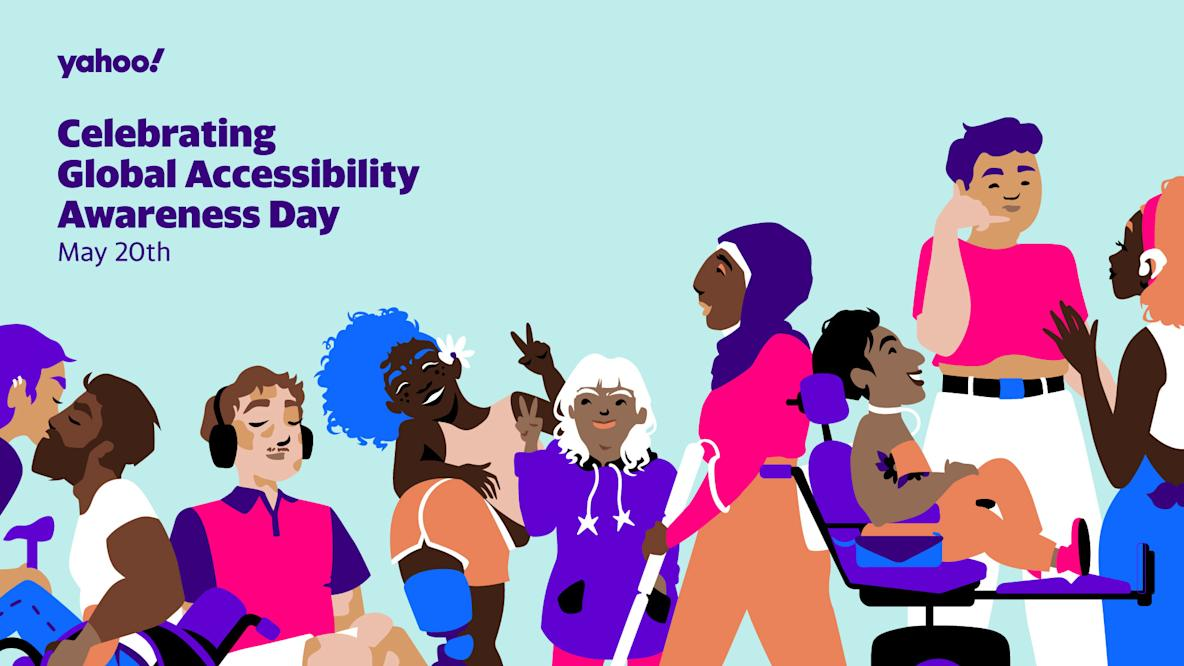 yahoo!
Celebrating
Global Accessibility
Awareness Day
May 20th